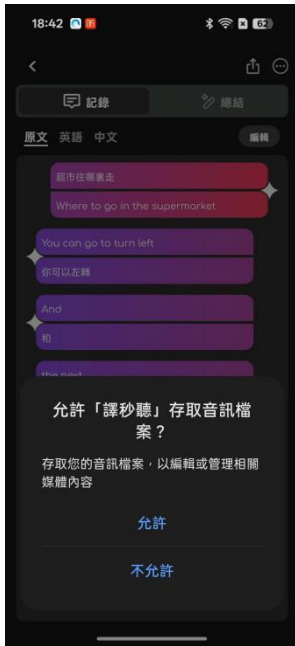 18:42
62
記錄
總結
原文 英語 中文
編輯
超市往哪裏走
Where to go in the supermarket
You can go to turn left
你可以左轉
And
和
the next
允許「譯秒聽」存取音訊檔
案？
存取您的音訊檔案，以編輯或管理相關
媒體內容
允許
不允許